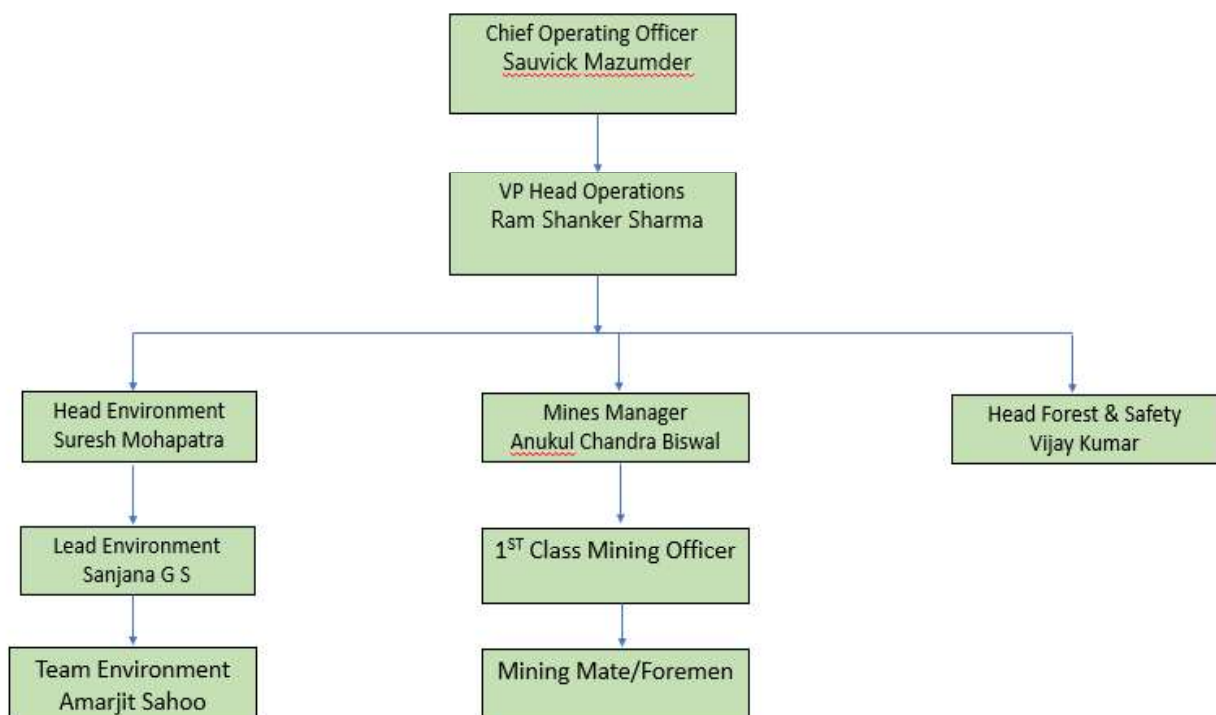 Chief Operating Officer
Sauvick Mazumder
VP Head Operations
Ram Shanker Sharma
Head Environment
Suresh Mohapatra
Mines Manager
Anukul Chandra Biswal
Head Forest & Safety
Vijay Kumar
Lead Environment
Sanjana G S
1ST Class Mining Officer
Team Environment
Amarjit Sahoo
Mining Mate/Foremen